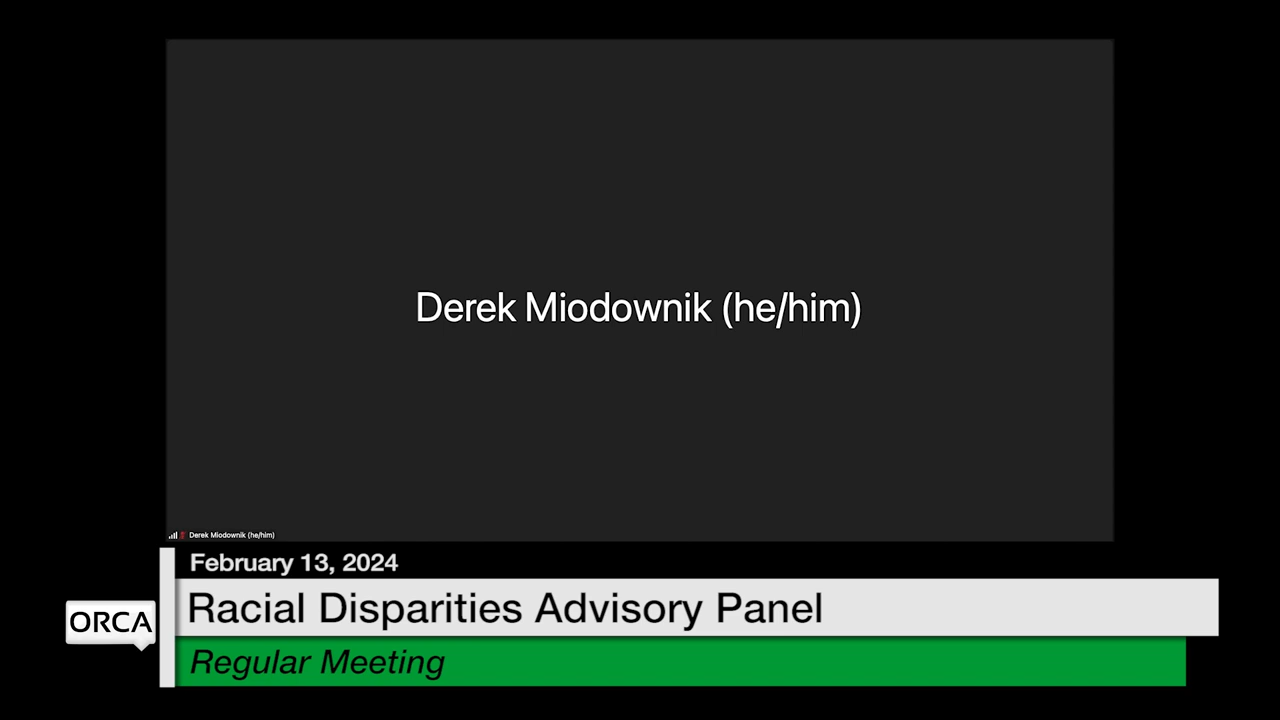 Derek Miodownik (he/him)
Derek Miodownik (he/him)
February 13, 2024
Racial Disparities Advisory Panel
ORCA
Regular Meeting